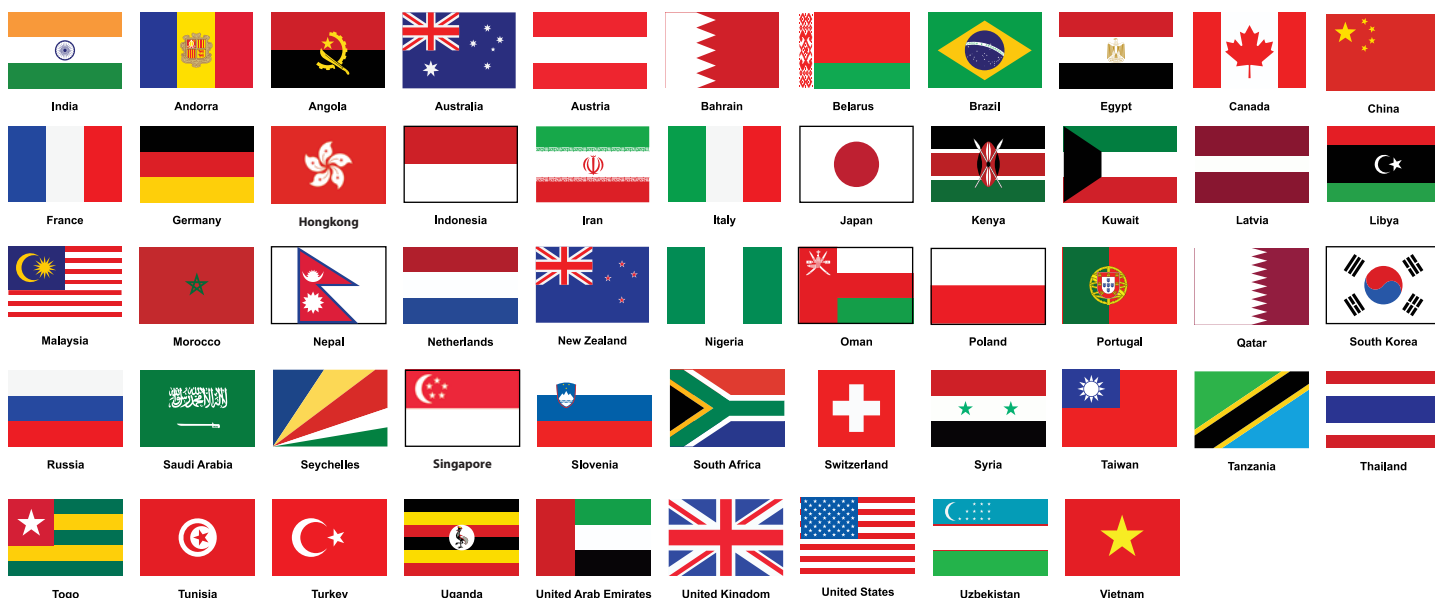 India Andorra Angola Australia Austria Bahrain Belarus Brazil Egypt Canada China
France Germany Hongkong Indonesia Iran Italy Japan Kenya Kuwait Latvia Libya
Malaysia Morocco Nepal Netherlands New Zealand Nigeria Oman Poland Portugal Qatar South Korea
Russia Saudi Arabia Seychelles Singapore Slovenia South Africa Switzerland Syria Taiwan Tanzania Thailand
Togo Tunisia Turkey Uganda United Arab Emirates United Kingdom United States Uzbekistan Vietnam